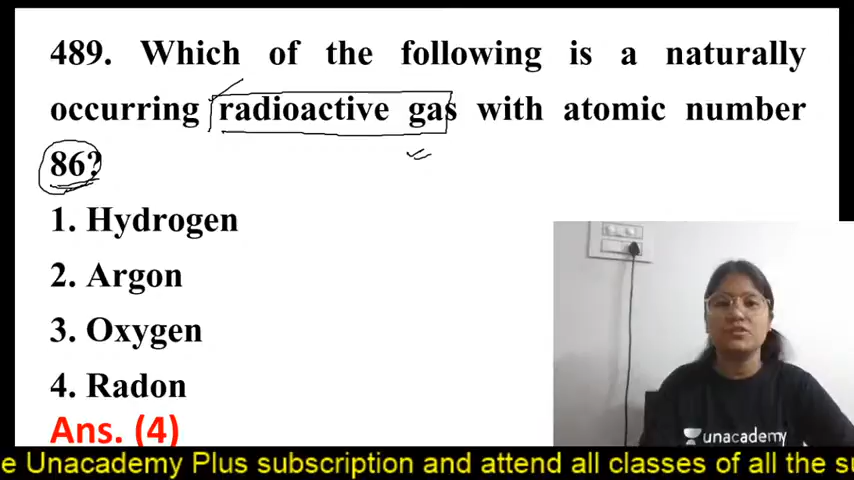 489. Which of the following is a naturally
occurring radioactive gas with atomic number
86?
1. Hydrogen
2. Argon
3. Oxygen
4. Radon
Ans. (4)
unacademy
e Unacademy Plus subscription and attend all classes of all the su